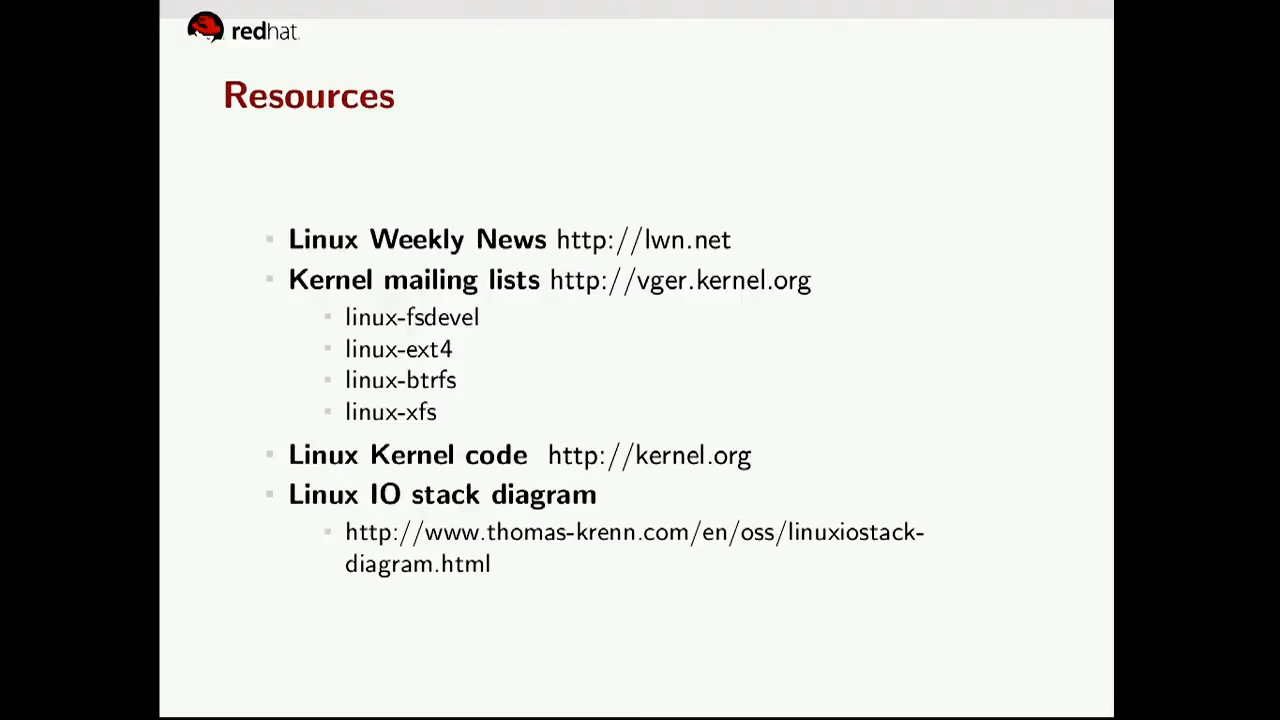 redhat.
Resources
Linux Weekly News http://lwn.net
Kernel mailing lists http://vger.kernel.org
linux-fsdevel
linux-ext4
linux-btrfs
linux-xfs
Linux Kernel code http://kernel.org
Linux IO stack diagram
http://www.thomas-krenn.com/en/oss/linuxiostack-
diagram.html